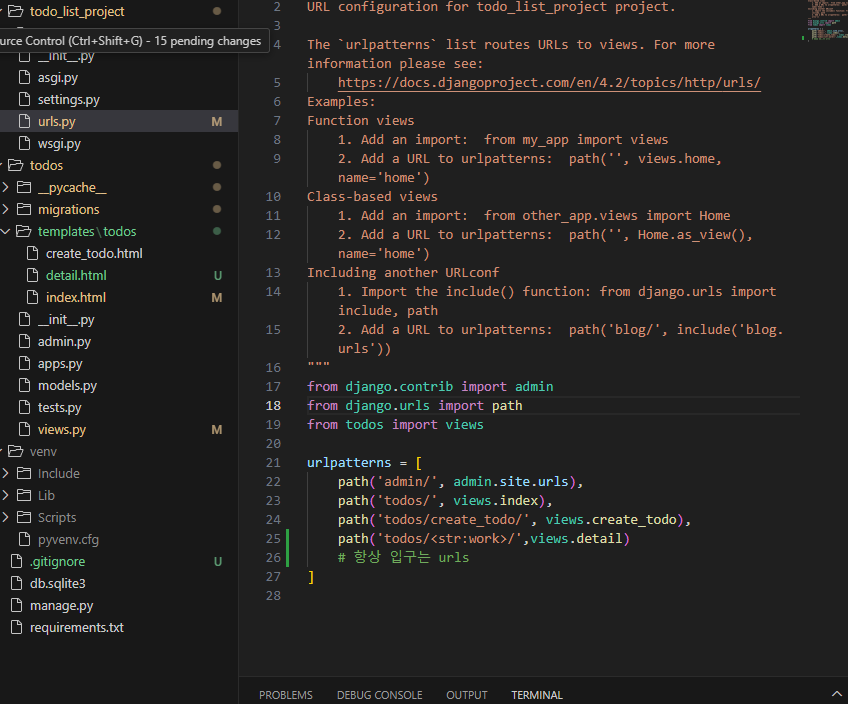 todo_list_project
urce Control (Ctrl+Shift+G) - 15 pending changes
__init__.py
asgi.py
settings.py
urls.py M
wsgi.py
todos
__pycache__
migrations
templates\todos
create_todo.html
detail.html U
index.html M
__init__.py
admin.py
apps.py
models.py
tests.py
views.py M
venv
Include
Lib
Scripts
pyvenv.cfg
.gitignore U
db.sqlite3
manage.py
requirements.txt
2 URL configuration for todo_list_project project.
3
4 The `urlpatterns` list routes URLs to views. For more
information please see:
5 https://docs.djangoproject.com/en/4.2/topics/http/urls/
6 Examples:
7 Function views
8 1. Add an import:  from my_app import views
9 2. Add a URL to urlpatterns:  path('', views.home,
name='home')
10 Class-based views
11 1. Add an import:  from other_app.views import Home
12 2. Add a URL to urlpatterns:  path('', Home.as_view(),
name='home')
13 Including another URLconf
14 1. Import the include() function: from django.urls import
include, path
15 2. Add a URL to urlpatterns:  path('blog/', include('blog.
urls'))
16 """
17 from django.contrib import admin
18 from django.urls import path
19 from todos import views
20
21 urlpatterns = [
22 path('admin/', admin.site.urls),
23 path('todos/', views.index),
24 path('todos/create_todo/', views.create_todo),
25 path('todos/<str:work>/',views.detail)
26 # 항상 입구는 urls
27 ]
28
PROBLEMS DEBUG CONSOLE OUTPUT TERMINAL